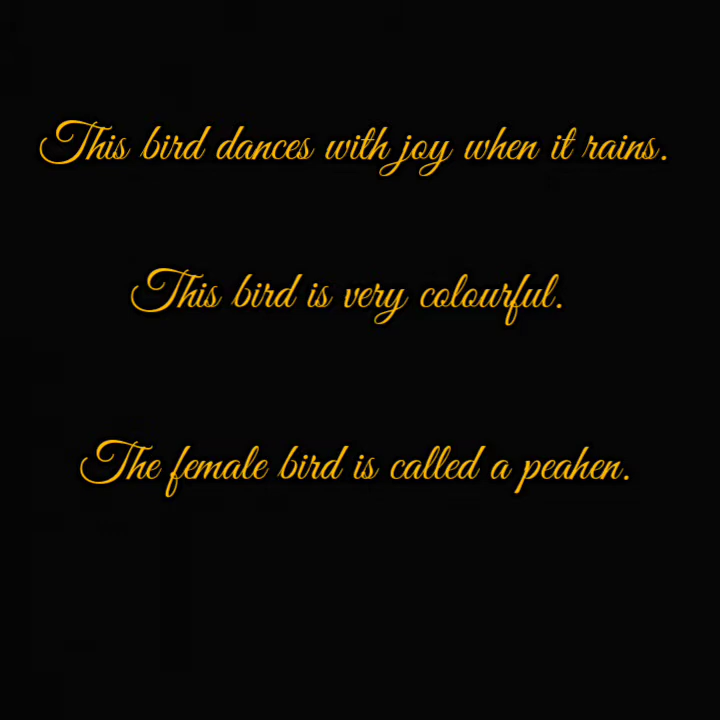 This bird dances with joy when it rains.
This bird is very colourful.
The female bird is called a peahen.